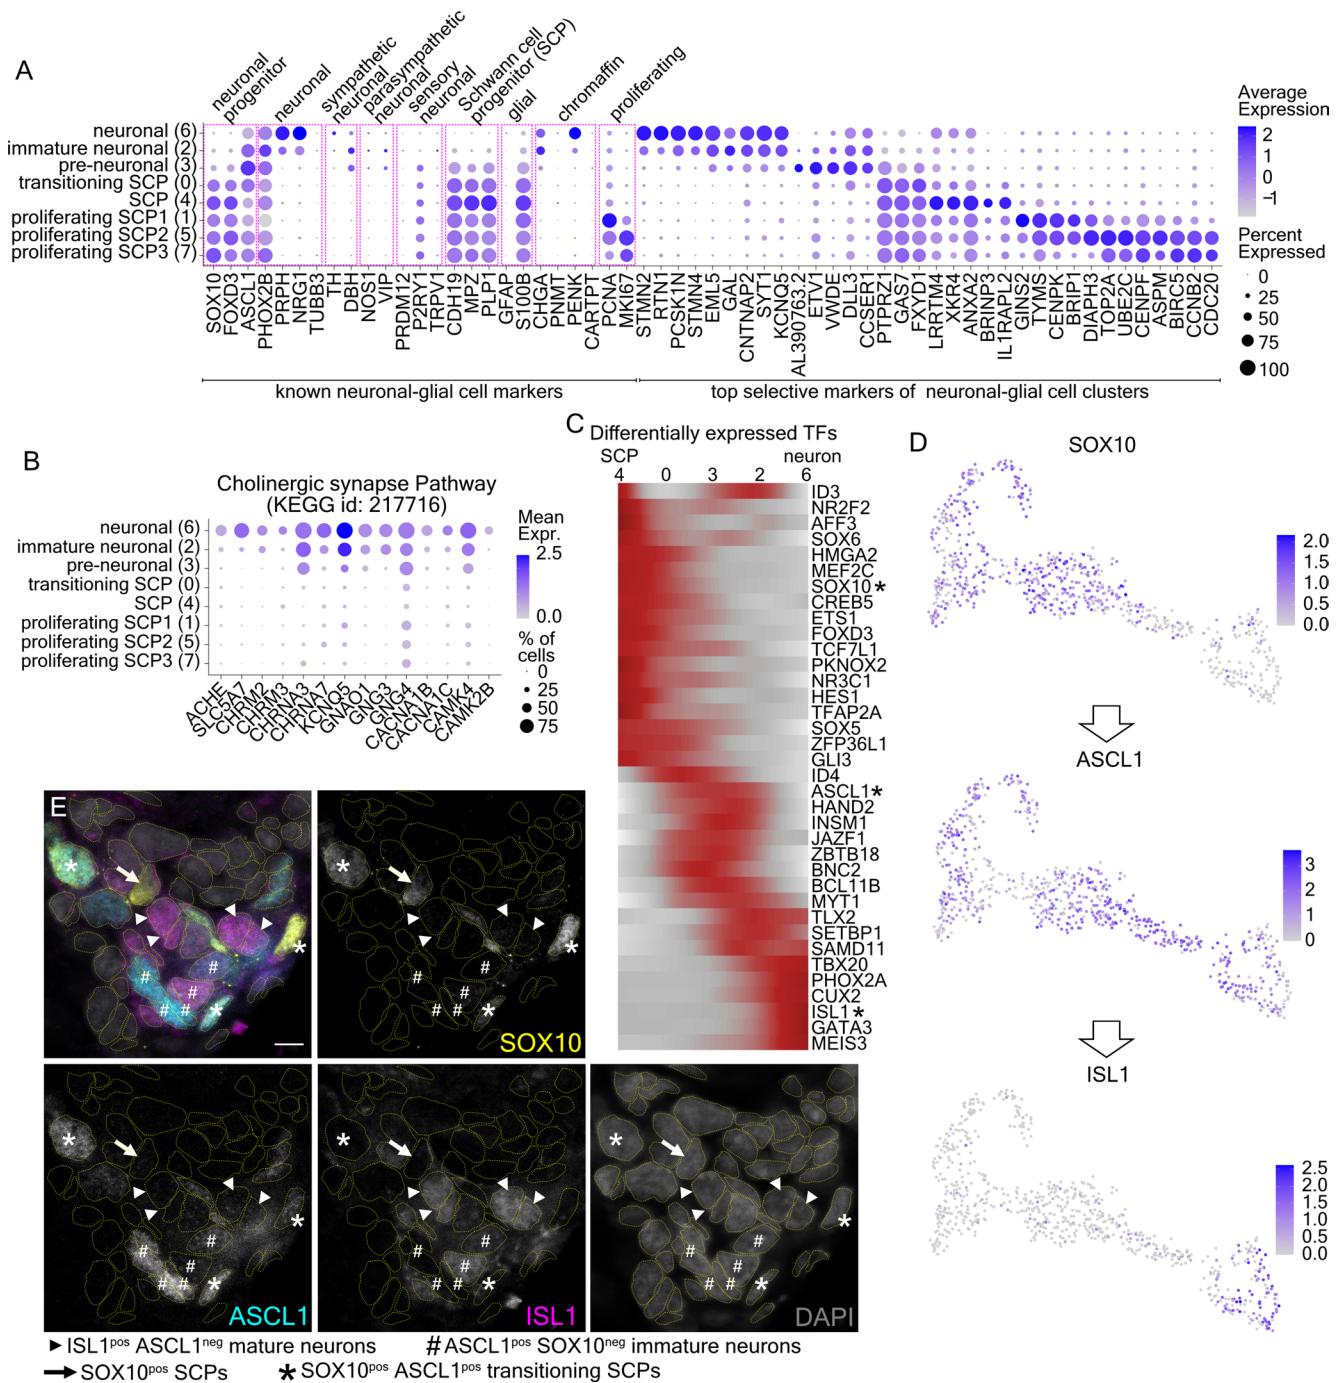 A
neuronal
progenitor
neuronal
sympathetic
neuronal
parasympathetic
neuronal
sensory
neuronal
Schwann cell
progenitor (SCP)
glial
chromaffin
proliferating
neuronal (6)
immature neuronal (2)
pre-neuronal (3)
transitioning SCP (0)
SCP (4)
proliferating SCP1 (1)
proliferating SCP2 (5)
proliferating SCP3 (7)
SOX10
FOXD3
ASCL1
PHOX2B
PRPH
NRG1
TUBB3
TH
DBH
NOS1
VIP
PRDM12
P2RY1
TRPV1
CDH19
MPZ
PLP1
GFAP
S100B
CHGA
PNMT
PENK
CARTPT
PCNA
MKI67
STMN2
RTN1
PCSK1N
STMN4
EML5
GAL
CNTNAP2
SYT1
KCNQ5
AL390763.2
ETV1
VWDE
DLL3
CCSER1
PTPRZ1
GAS7
FXYD1
LRRTM4
XKR4
ANXA2
BRINP3
IL1RAPL2
GINS2
TYMS
CENPK
BRIP1
DIAPH3
TOP2A
UBE2C
CENPF
ASPM
BIRC5
CCNB2
CDC20
known neuronal-glial cell markers
top selective markers of neuronal-glial cell clusters
Average
Expression
2
1
0
−1
Percent
Expressed
0
25
50
75
100
B
Cholinergic synapse Pathway
(KEGG id: 217716)
neuronal (6)
immature neuronal (2)
pre-neuronal (3)
transitioning SCP (0)
SCP (4)
proliferating SCP1 (1)
proliferating SCP2 (5)
proliferating SCP3 (7)
ACHE
SLC5A7
CHRM2
CHRM3
CHRNA3
CHRNA7
KCNQ5
GNAO1
GNG3
GNG4
CACNA1B
CACNA1C
CAMK4
CAMK2B
Mean
Expr.
2.5
0.0
% of
cells
0
25
50
75
C
Differentially expressed TFs
SCP neuron
4 0 3 2 6
ID3
NR2F2
AFF3
SOX6
HMGA2
MEF2C
SOX10*
CREB5
ETS1
FOXD3
TCF7L1
PKNOX2
NR3C1
HES1
TFAP2A
SOX5
ZFP36L1
GLI3
ID4
ASCL1*
HAND2
INSM1
JAZF1
ZBTB18
BNC2
BCL11B
MYT1
TLX2
SETBP1
SAMD11
TBX20
PHOX2A
CUX2
ISL1*
GATA3
MEIS3
D
SOX10
2.0
1.5
1.0
0.5
0.0
ASCL1
3
2
1
0
ISL1
2.5
2.0
1.5
1.0
0.5
0.0
E
*
*
#
#
# #
*
*
#
#
# #
*
SOX10
*
*
#
#
# #
*
ASCL1
*
#
#
# #
*
ISL1
*
*
#
#
# #
*
DAPI
ISL1pos ASCL1neg mature neurons
# ASCL1pos SOX10neg immature neurons
SOX10pos SCPs
* SOX10pos ASCL1pos transitioning SCPs